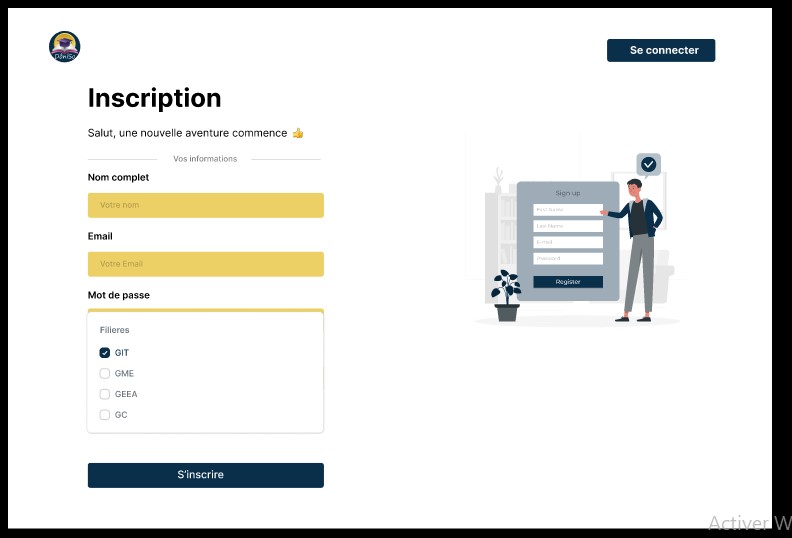 DôniSo
Se connecter
Inscription
Salut, une nouvelle aventure commence 👍
Vos informations
Nom complet
Votre nom
Email
Votre Email
Mot de passe
Filieres
GIT
GME
GEEA
GC
S'inscrire
Sign up
First Name
Last Name
E-mail
Password
Register
Activer W